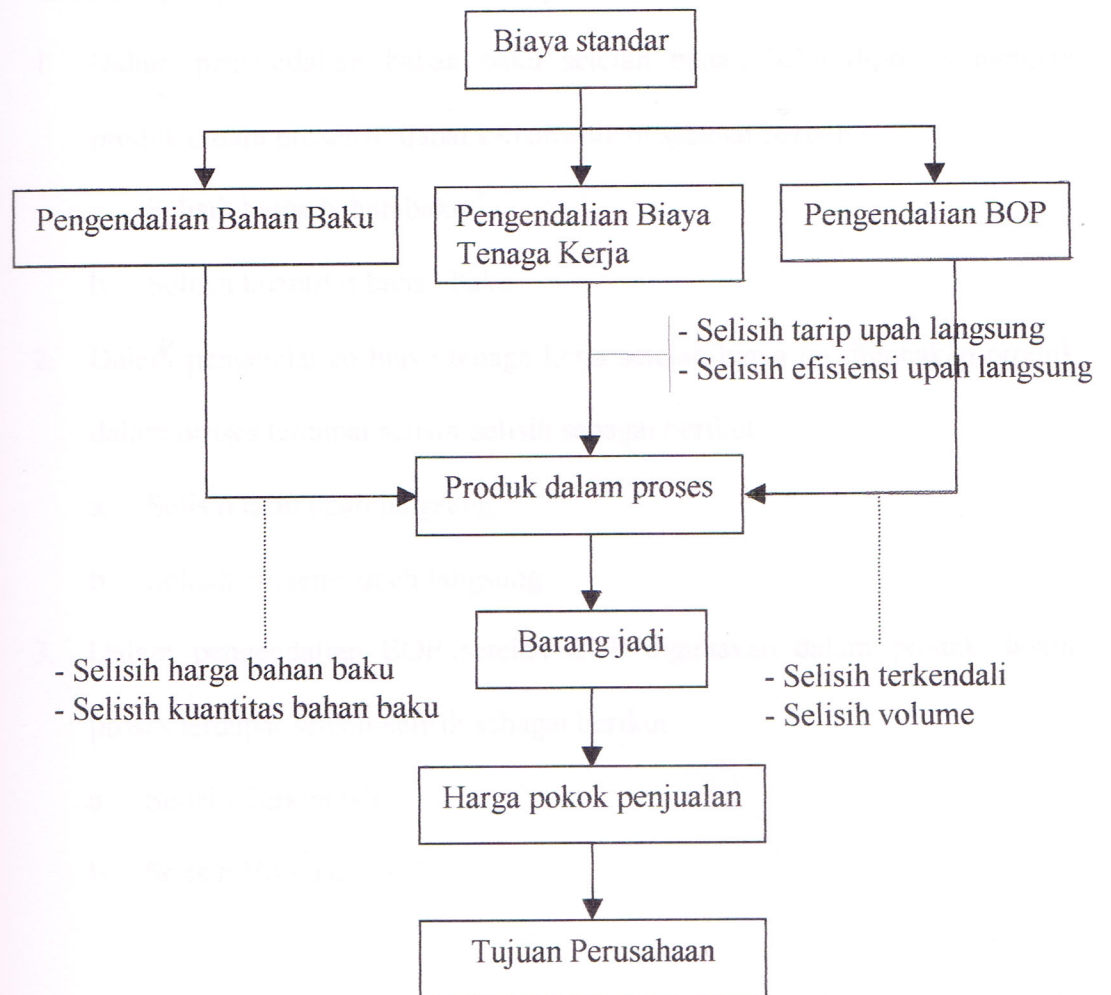 Biaya standar
Pengendalian Bahan Baku
Pengendalian Biaya
Tenaga Kerja
Pengendalian BOP
- Selisih tarip upah langsung
- Selisih efisiensi upah langsung
Produk dalam proses
Barang jadi
- Selisih harga bahan baku
- Selisih kuantitas bahan baku
- Selisih terkendali
- Selisih volume
Harga pokok penjualan
Tujuan Perusahaan